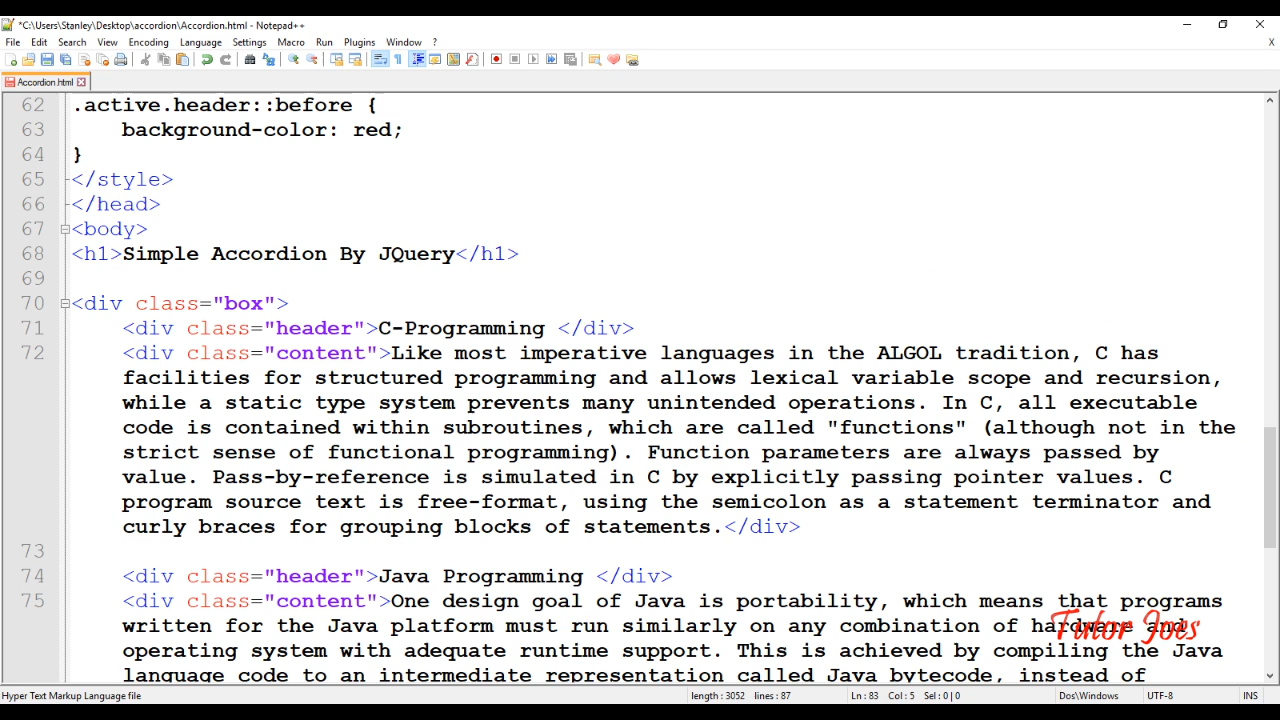 *C:\Users\Stanley\Desktop\accordion\Accordion.html - Notepad++
File Edit Search View Encoding Language Settings Macro Run Plugins Window ? X
Accordion.html
62 .active.header::before {
63 background-color: red;
64 }
65 </style>
66 </head>
67 <body>
68 <h1>Simple Accordion By JQuery</h1>
69
70 <div class="box">
71 <div class="header">C-Programming </div>
72 <div class="content">Like most imperative languages in the ALGOL tradition, C has
facilities for structured programming and allows lexical variable scope and recursion,
while a static type system prevents many unintended operations. In C, all executable
code is contained within subroutines, which are called "functions" (although not in the
strict sense of functional programming). Function parameters are always passed by
value. Pass-by-reference is simulated in C by explicitly passing pointer values. C
program source text is free-format, using the semicolon as a statement terminator and
curly braces for grouping blocks of statements.</div>
73
74 <div class="header">Java Programming </div>
75 <div class="content">One design goal of Java is portability, which means that programs
written for the Java platform must run similarly on any combination of hardware and
Tutor Joes
operating system with adequate runtime support. This is achieved by compiling the Java
language code to an intermediate representation called Java bytecode, instead of
Hyper Text Markup Language file length : 3052 lines : 87 Ln : 83 Col : 5 Sel : 0 | 0 Dos\Windows UTF-8 INS